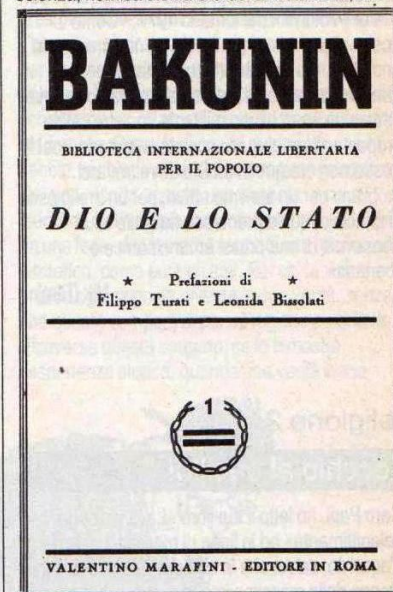 BAKUNIN
BIBLIOTECA INTERNAZIONALE LIBERTARIA
PER IL POPOLO
DIO E LO STATO
★ Prefazioni di ★
Filippo Turati e Leonida Bissolati
1
VALENTINO MARAFINI - EDITORE IN ROMA